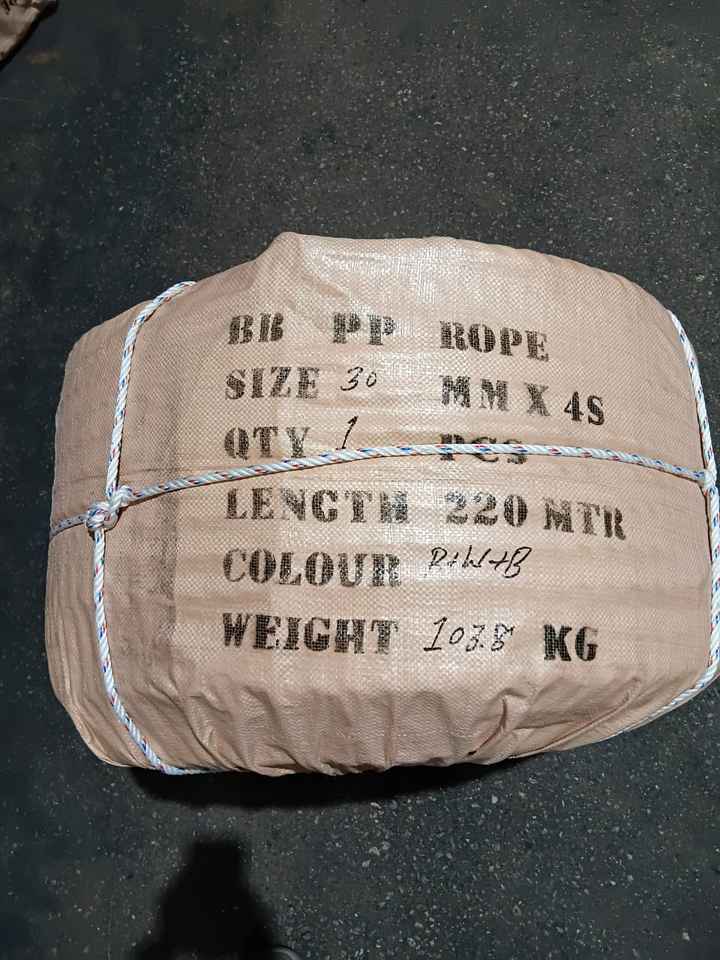 BB PP ROPE
SIZE 30 MM X 4S
QTY 1 PCS
LENGTH 220 MTR
COLOUR R+W+B
WEIGHT 103.8 KG